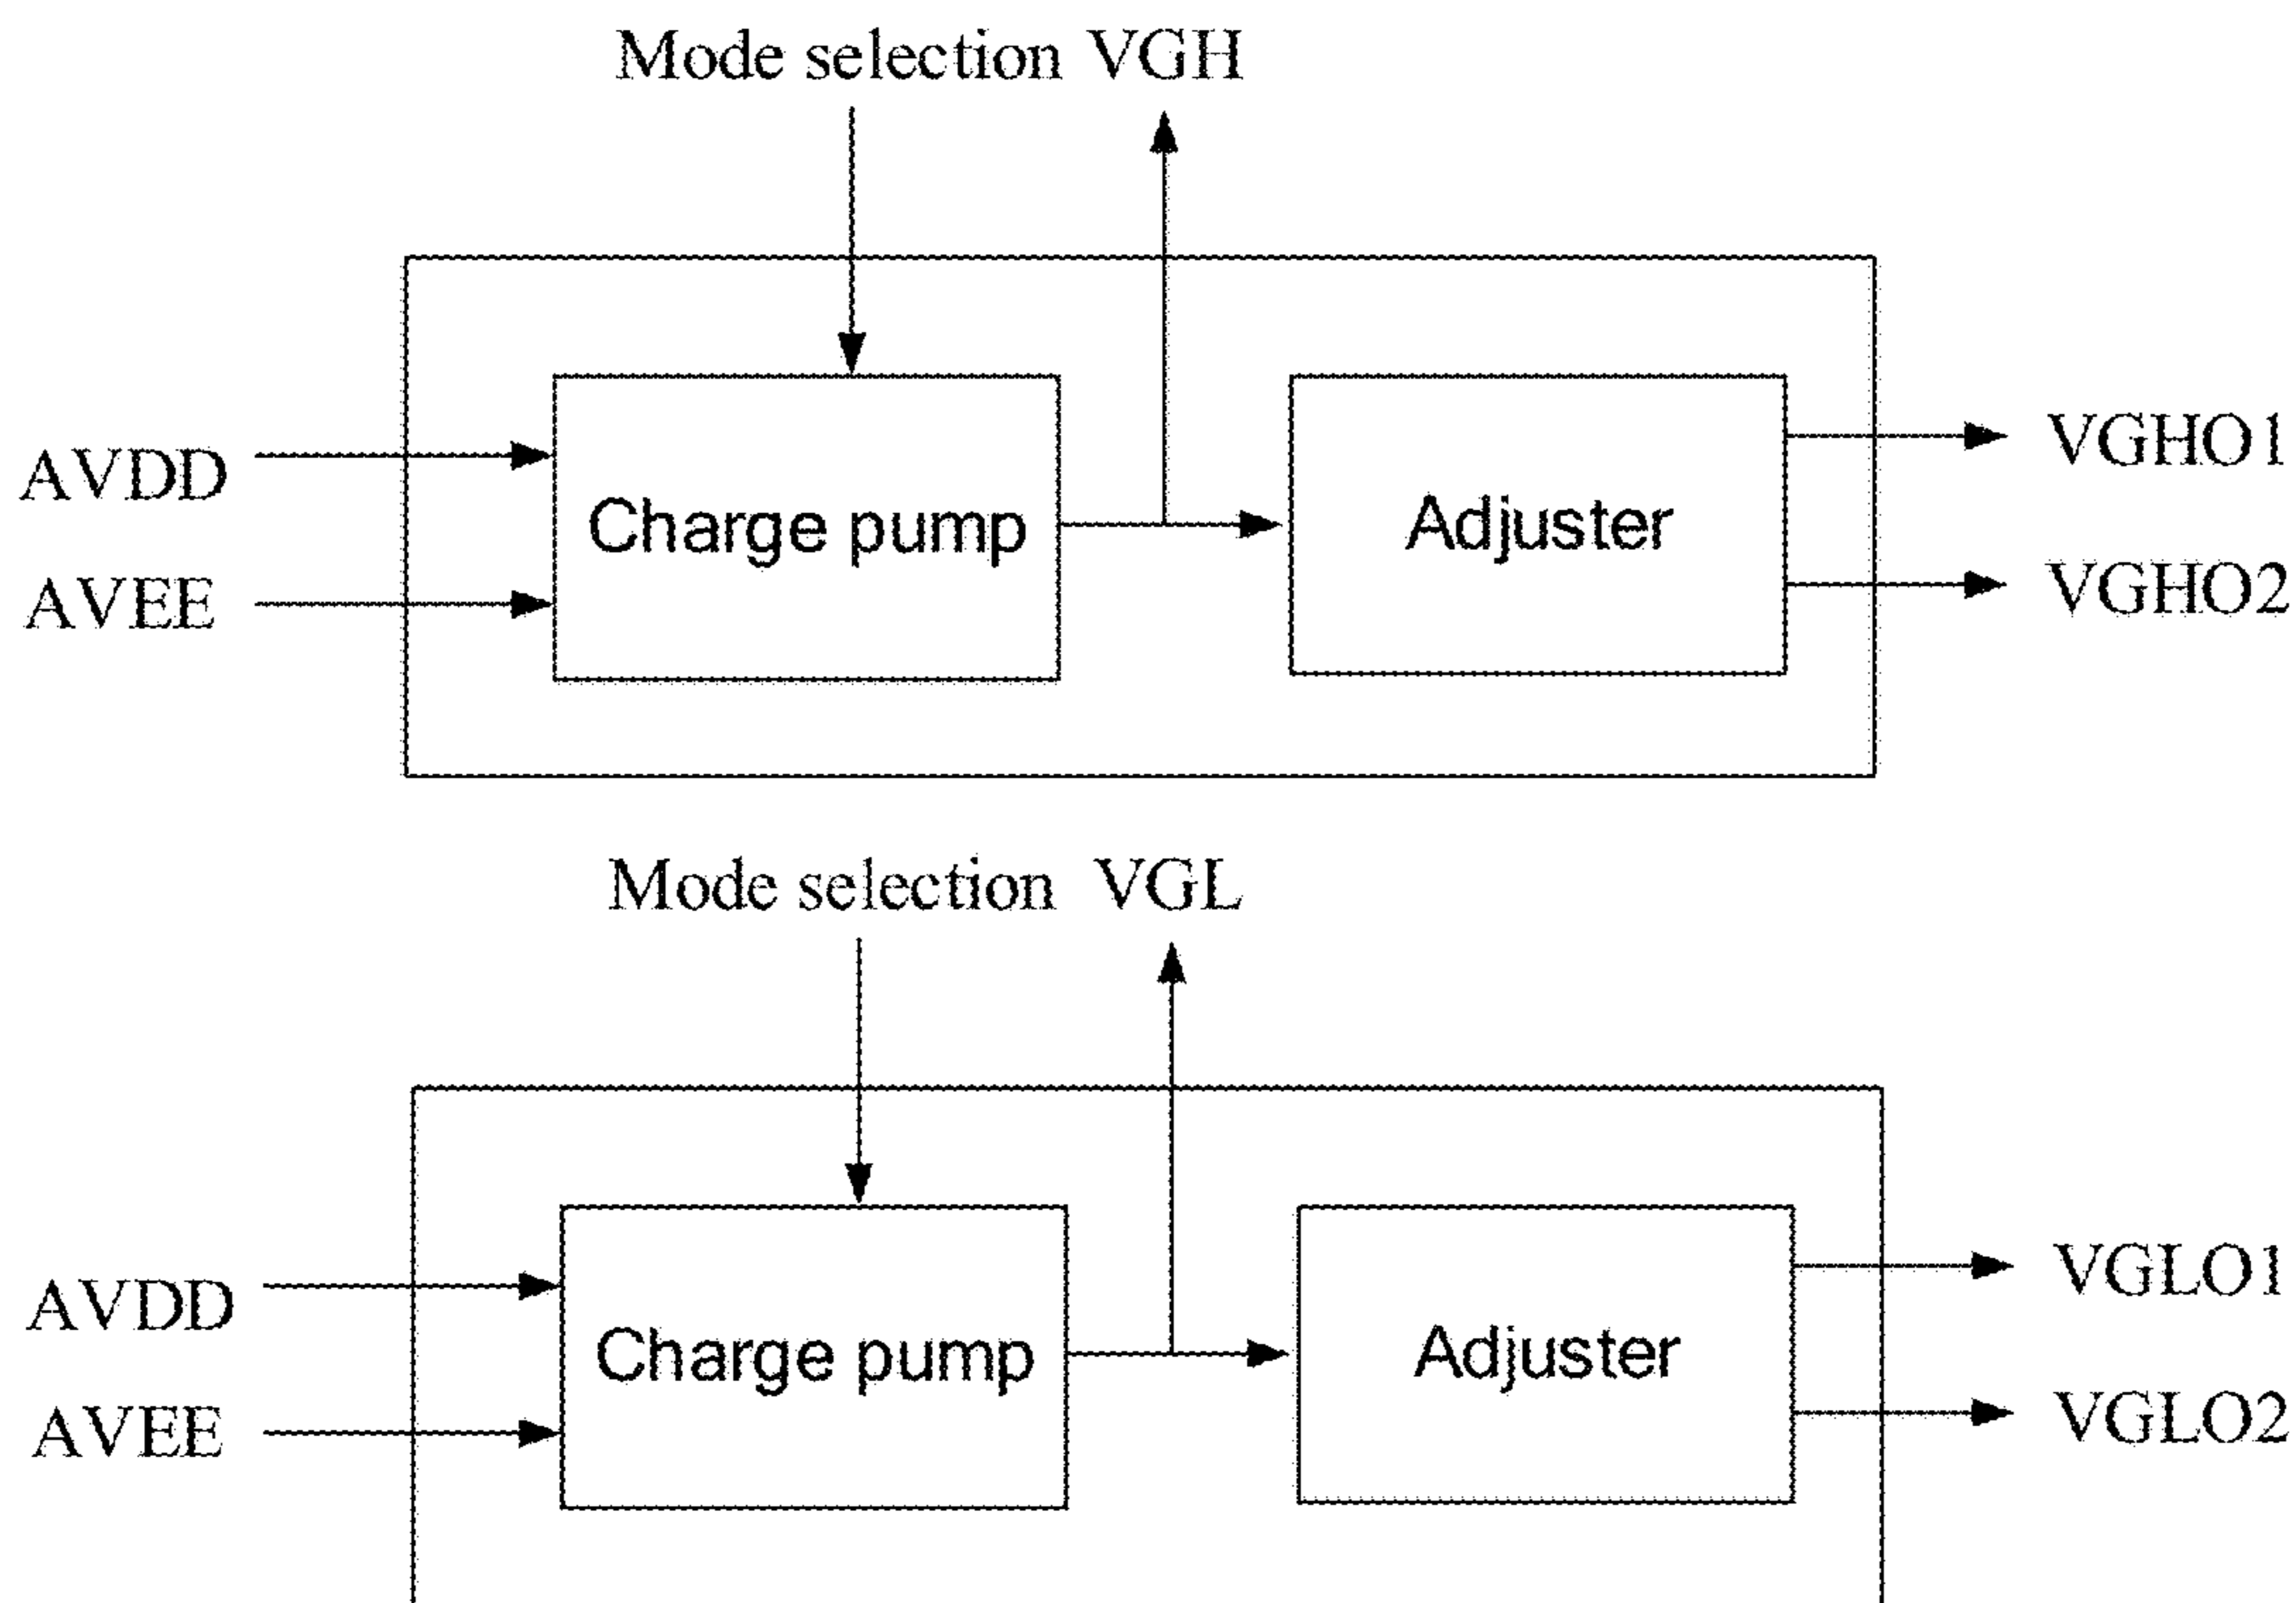 Mode selection VGH
AVDD
AVEE
Charge pump
Adjuster
VGHO1
VGHO2
Mode selection VGL
AVDD
AVEE
Charge pump
Adjuster
VGLO1
VGLO2